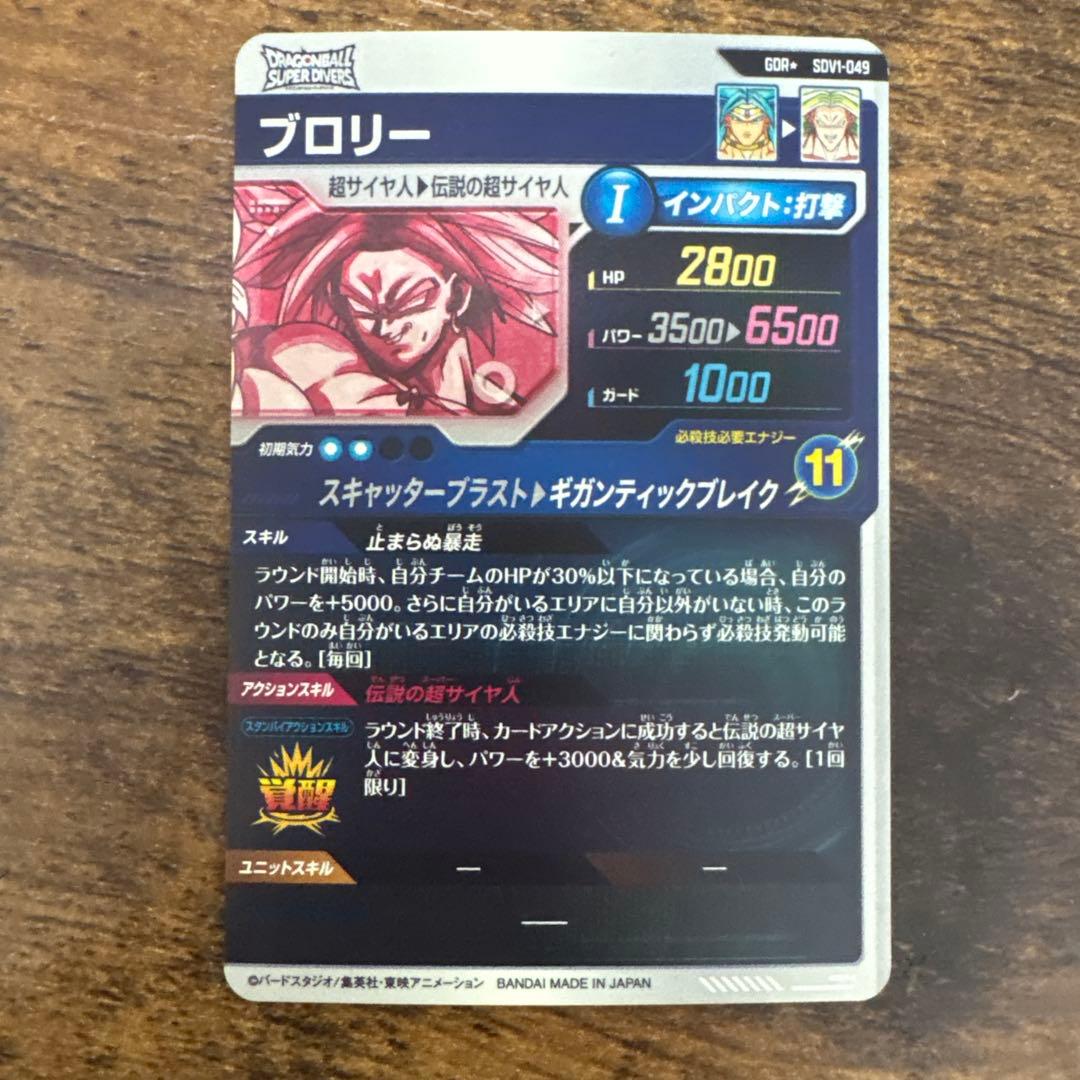 DRAGONBALL
SUPER DIVERS
GDR★ SDV1-049
ブロリー
超サイヤ人▶伝説の超サイヤ人
I インパクト:打撃
HP 2800
パワー 3500▶6500
ガード 1000
初期気力
必殺技必要エナジー
11
スキャッターブラスト▶ギガンティックブレイク
スキル 止まらぬ暴走
ラウンド開始時、自分チームのHPが30%以下になっている場合、自分の
パワーを+5000。さらに自分がいるエリアに自分以外がいない時、このラ
ウンドのみ自分がいるエリアの必殺技エナジーに関わらず必殺技発動可能
となる。[毎回]
アクションスキル 伝説の超サイヤ人
スタンバイアクションスキル
覚醒
ラウンド終了時、カードアクションに成功すると伝説の超サイヤ
人に変身し、パワーを+3000&気力を少し回復する。[1回
限り]
ユニットスキル — —
—
©バードスタジオ/集英社・東映アニメーション BANDAI MADE IN JAPAN